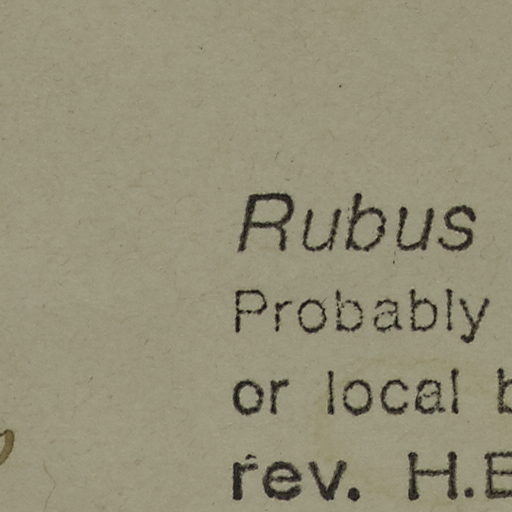 Rubus
Probably
or local
rev. H.E